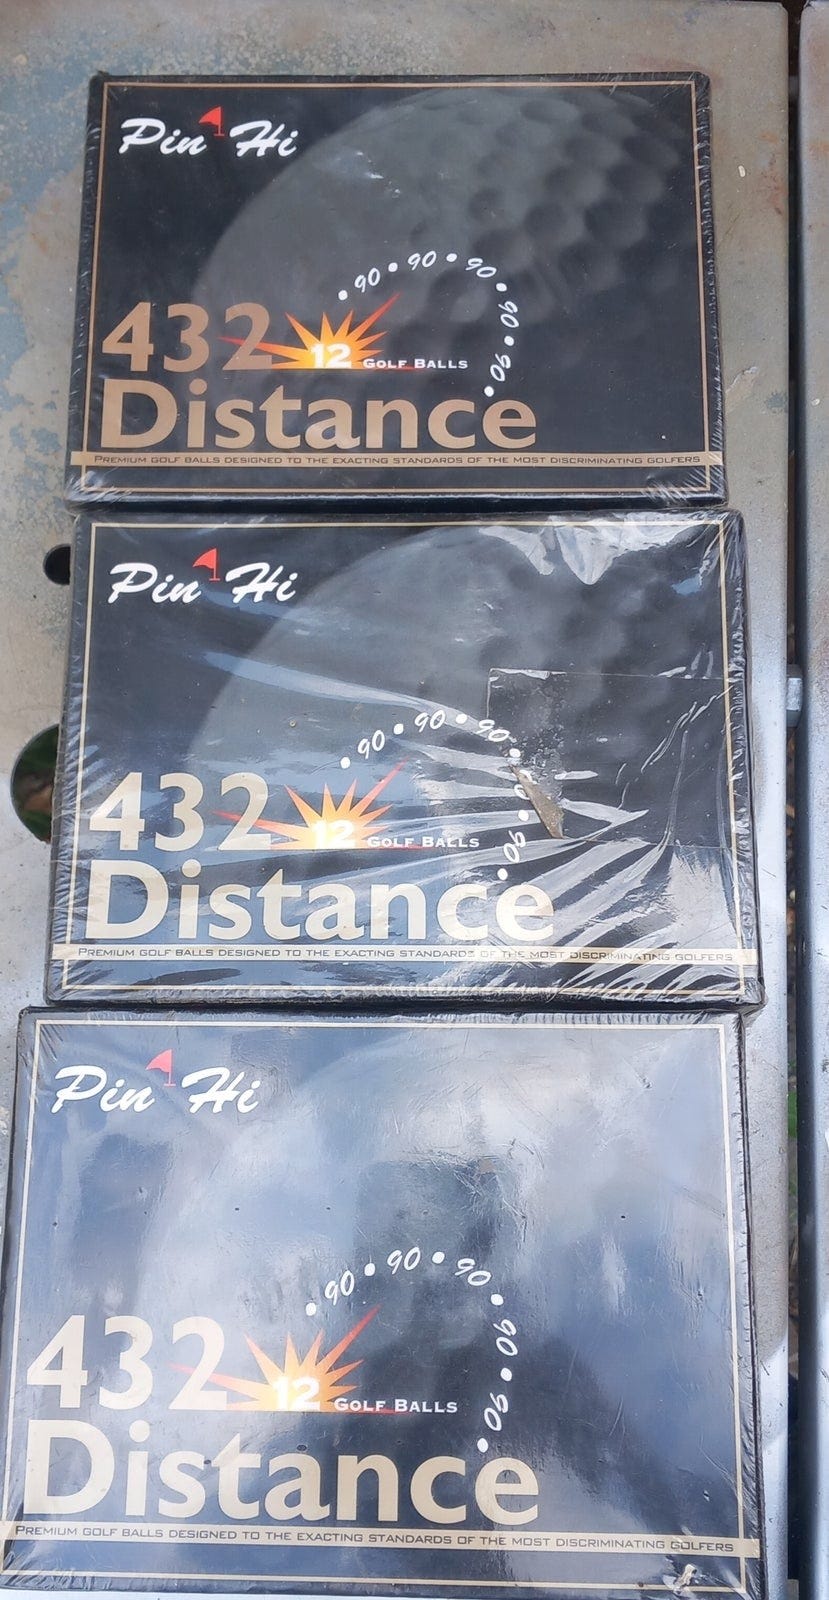 Pin Hi
• 90 • 90 • 90 • 90 • 90 •
432 12 GOLF BALLS
Distance
PREMIUM GOLF BALLS DESIGNED TO THE EXACTING STANDARDS OF THE MOST DISCRIMINATING GOLFERS
Pin Hi
• 90 • 90 • 90 • 90 •
432 12 GOLF BALLS
Distance
PREMIUM GOLF BALLS DESIGNED TO THE EXACTING STANDARDS OF THE MOST DISCRIMINATING GOLFERS
Pin Hi
• 90 • 90 • 90 • 90 • 90 •
432 12 GOLF BALLS
Distance
PREMIUM GOLF BALLS DESIGNED TO THE EXACTING STANDARDS OF THE MOST DISCRIMINATING GOLFERS